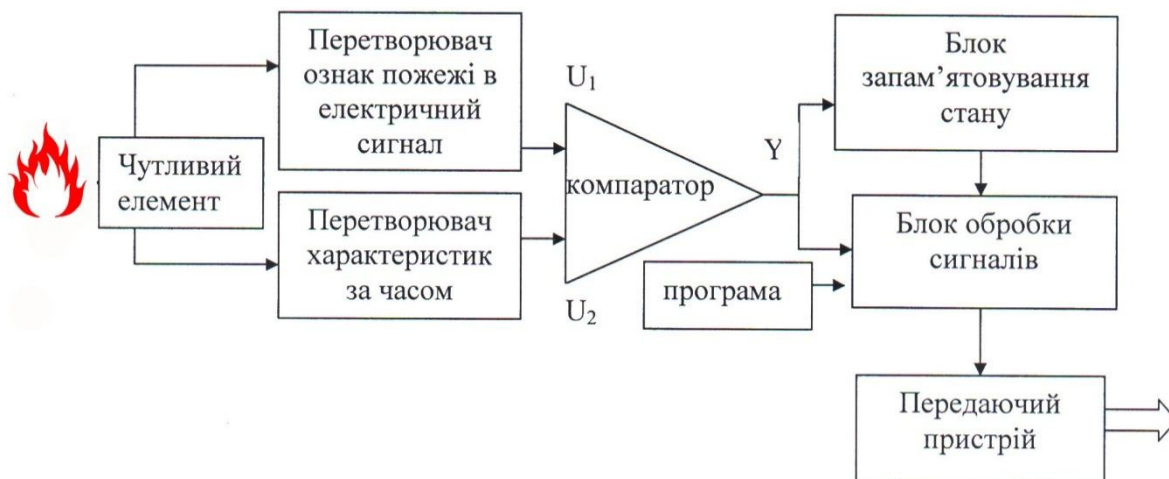 Чутливий
елемент
Перетворювач
ознак пожежі в
електричний
сигнал
Перетворювач
характеристик
за часом
U₁
компаратор
U₂
Y
програма
Блок
запам’ятовування
стану
Блок обробки
сигналів
Передаючий
пристрій